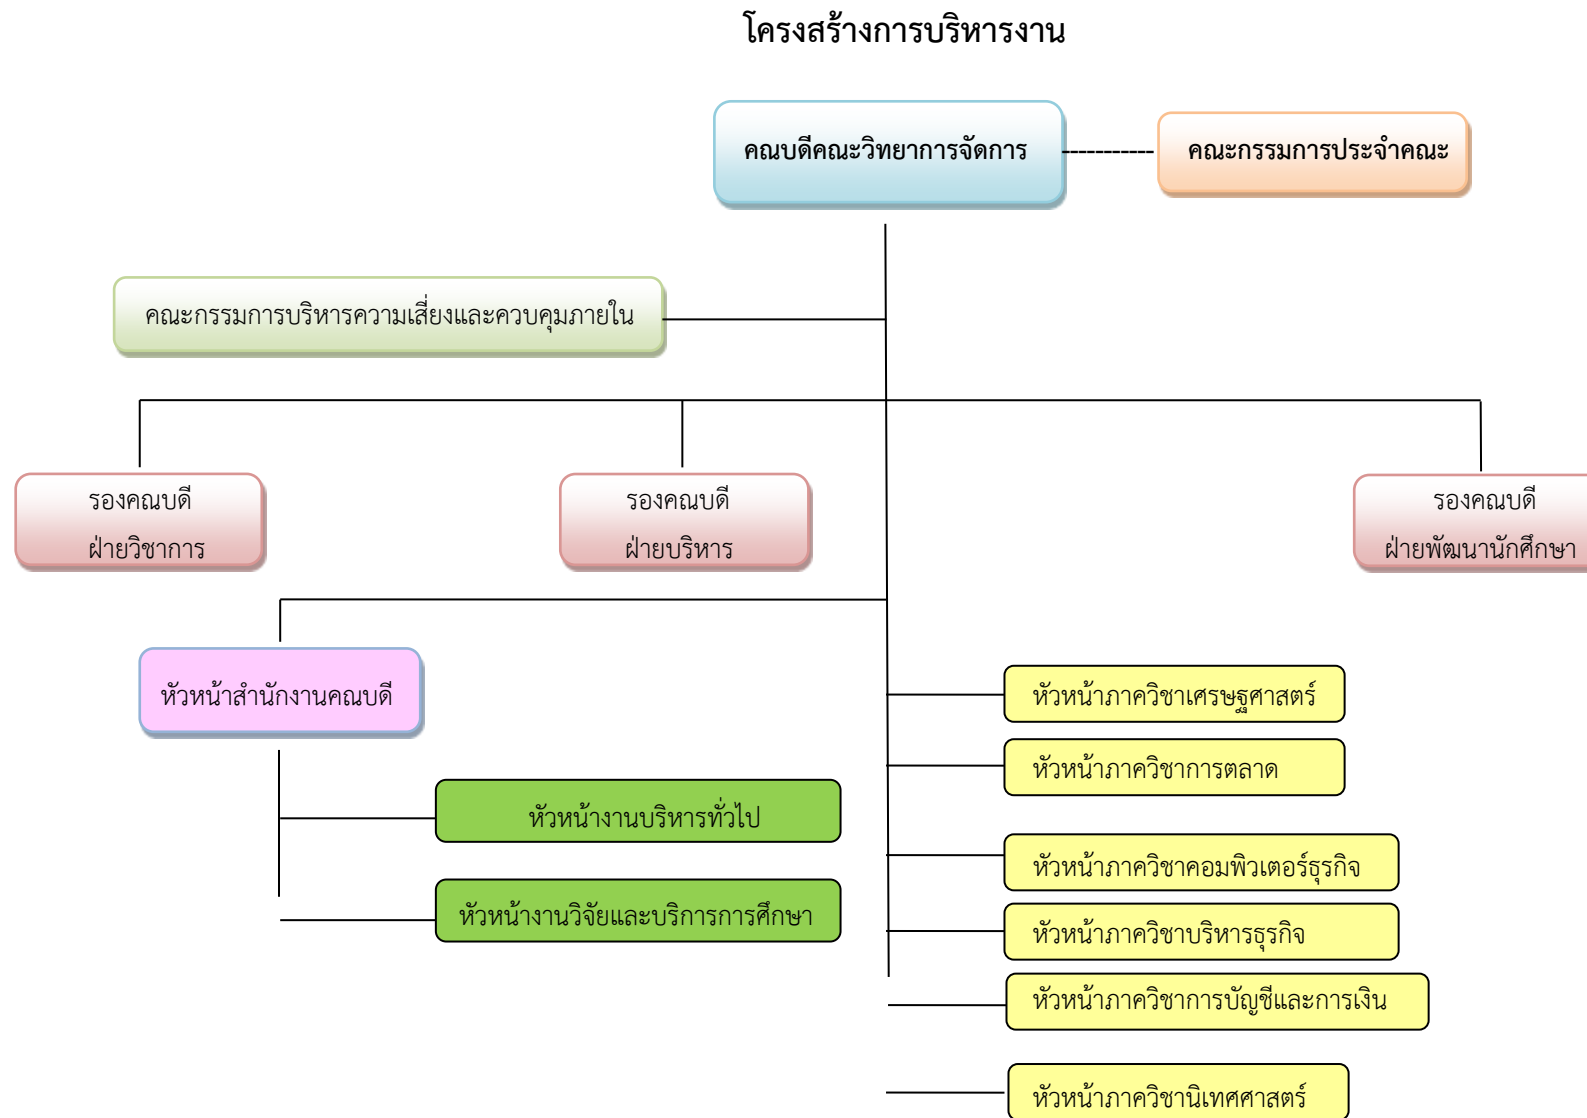 โครงสร้างการบริหารงาน
คณบดีคณะวิทยาการจัดการ
คณะกรรมการประจำคณะ
คณะกรรมการบริหารความเสี่ยงและควบคุมภายใน
รองคณบดี
ฝ่ายวิชาการ
รองคณบดี
ฝ่ายบริหาร
รองคณบดี
ฝ่ายพัฒนานักศึกษา
หัวหน้าสำนักงานคณบดี
หัวหน้างานบริหารทั่วไป
หัวหน้างานวิจัยและบริการการศึกษา
หัวหน้าภาควิชาเศรษฐศาสตร์
หัวหน้าภาควิชาการตลาด
หัวหน้าภาควิชาคอมพิวเตอร์ธุรกิจ
หัวหน้าภาควิชาบริหารธุรกิจ
หัวหน้าภาควิชาการบัญชีและการเงิน
หัวหน้าภาควิชานิเทศศาสตร์